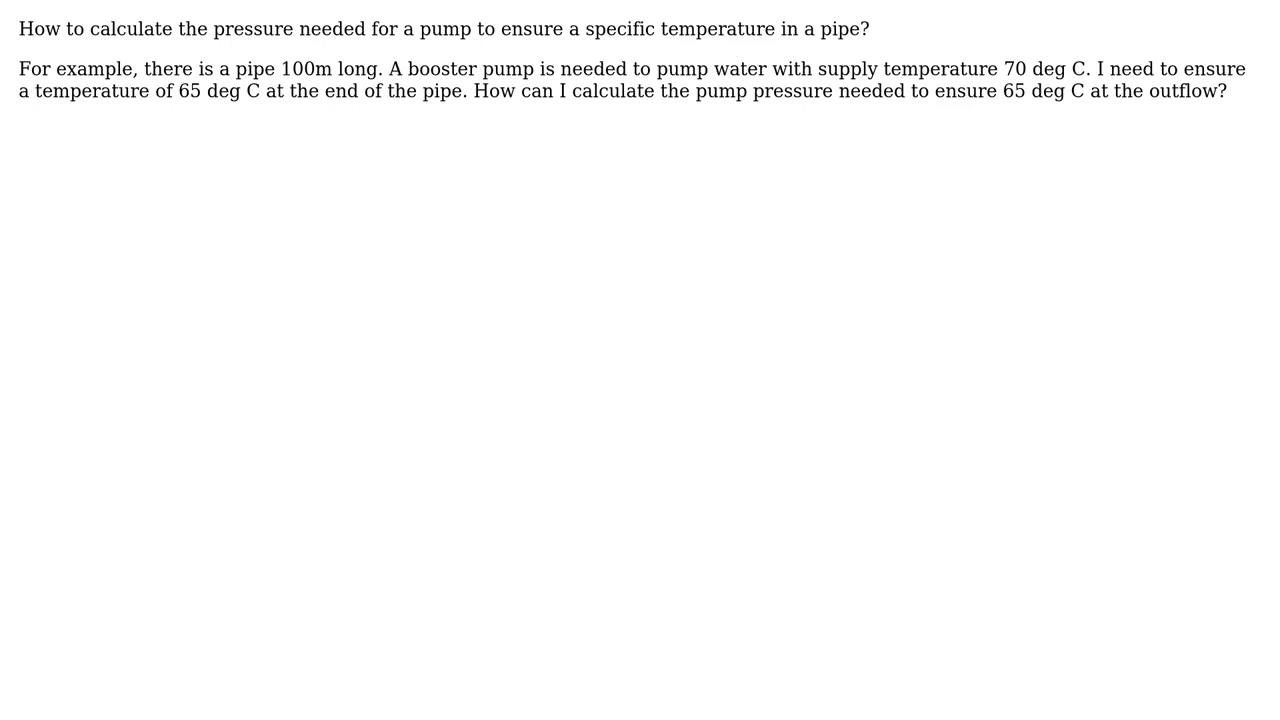 How to calculate the pressure needed for a pump to ensure a specific temperature in a pipe?
For example, there is a pipe 100m long. A booster pump is needed to pump water with supply temperature 70 deg C. I need to ensure
a temperature of 65 deg C at the end of the pipe. How can I calculate the pump pressure needed to ensure 65 deg C at the outflow?